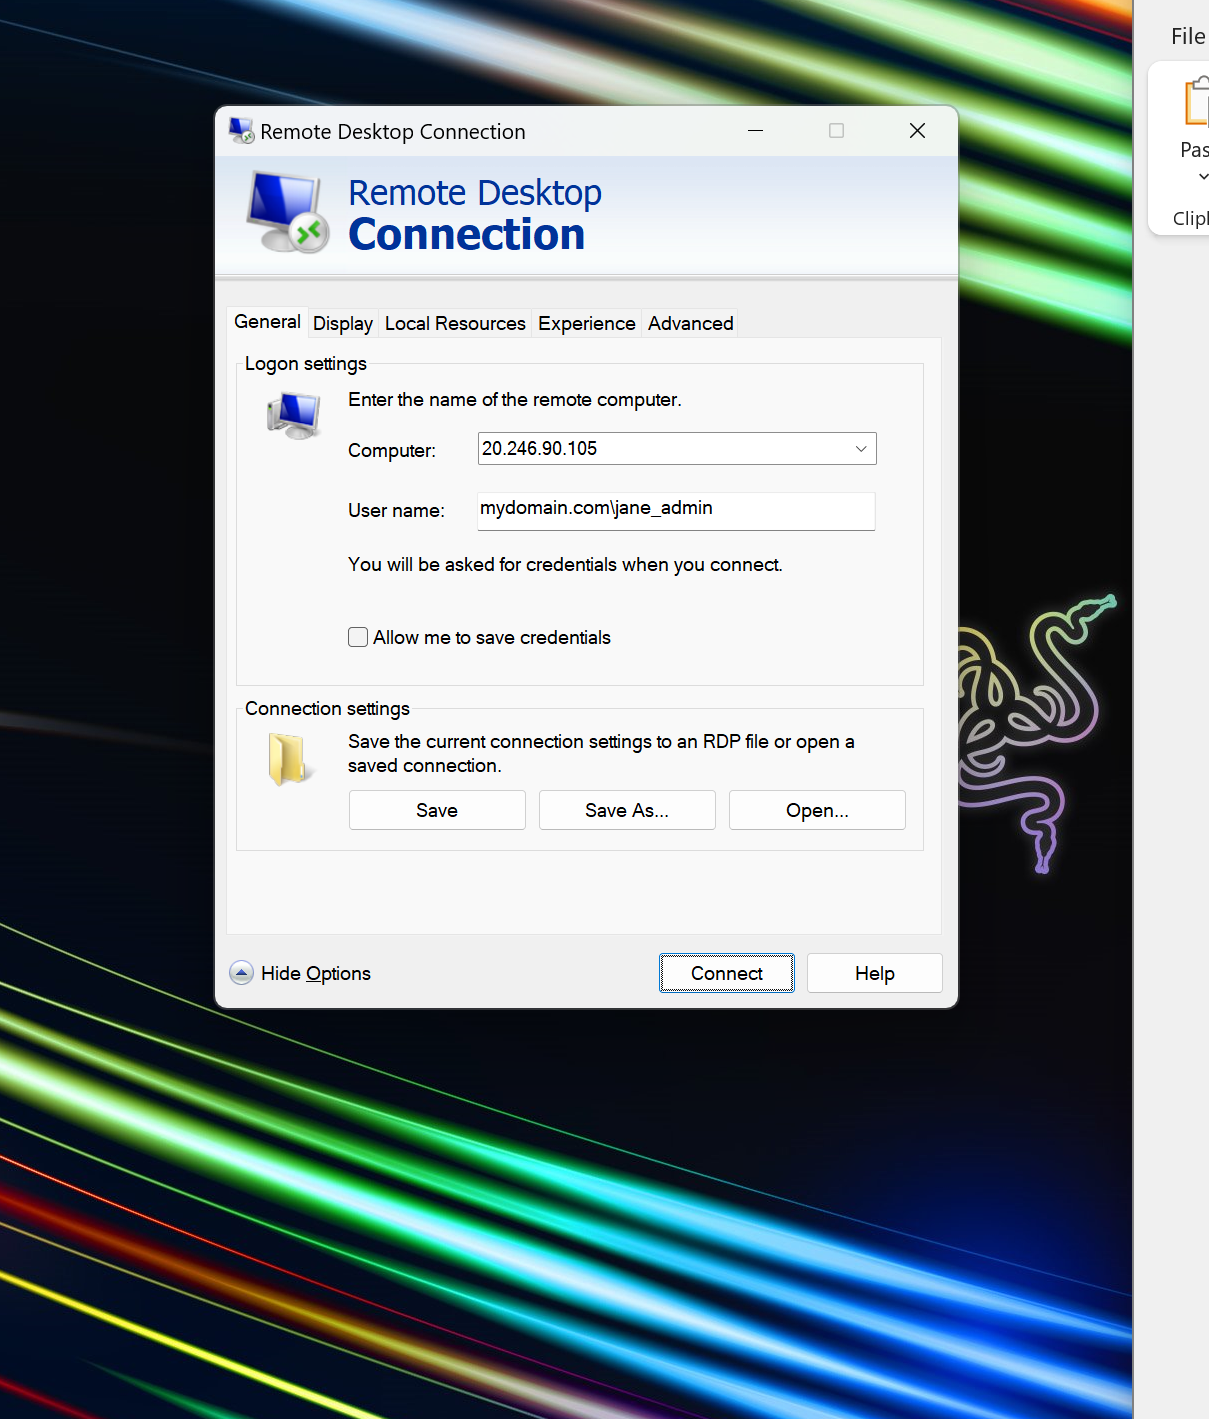 File
Remote Desktop Connection
Remote Desktop
Connection
General Display Local Resources Experience Advanced
Logon settings
Enter the name of the remote computer.
Computer: 20.246.90.105
User name: mydomain.com\jane_admin
You will be asked for credentials when you connect.
Allow me to save credentials
Connection settings
Save the current connection settings to an RDP file or open a
saved connection.
Save Save As... Open...
Hide Options Connect Help